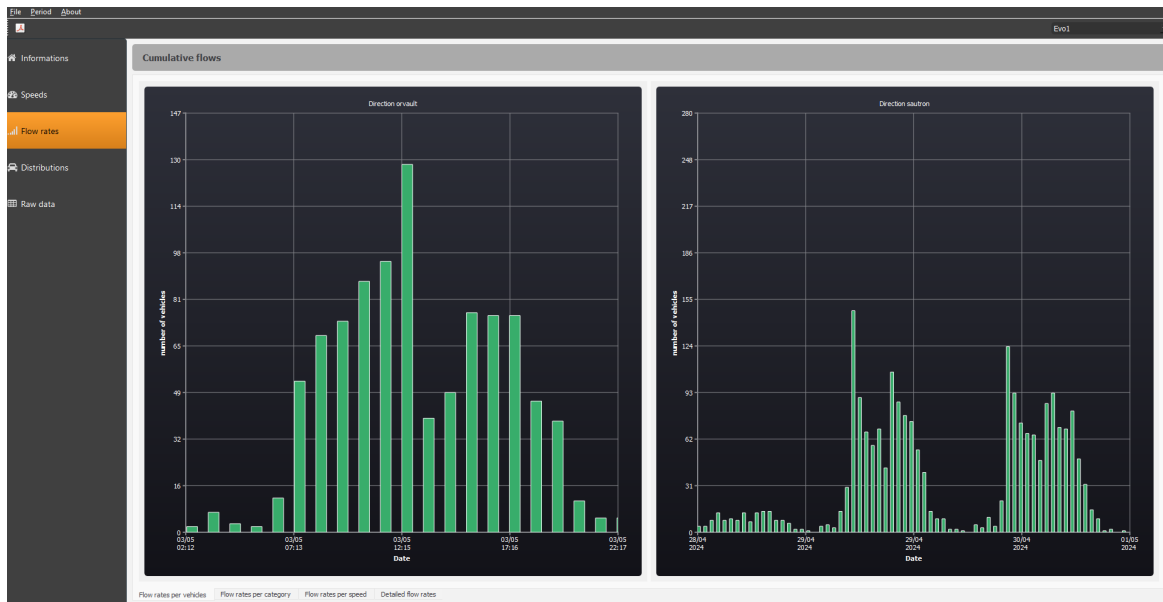 File Period About
Evo1
Informations
Speeds
Flow rates
Distributions
Raw data
Cumulative flows
Direction orvault
147
130
114
98
81
65
49
32
16
0
number of vehicles
03/05 03/05 03/05 03/05 03/05
02:12 07:13 12:15 17:16 22:17
Date
Direction sautron
280
248
217
186
155
124
93
62
31
0
number of vehicles
28/04 29/04 29/04 30/04 01/05
2024 2024 2024 2024 2024
Date
Flow rates per vehicles Flow rates per category Flow rates per speed Detailed flow rates